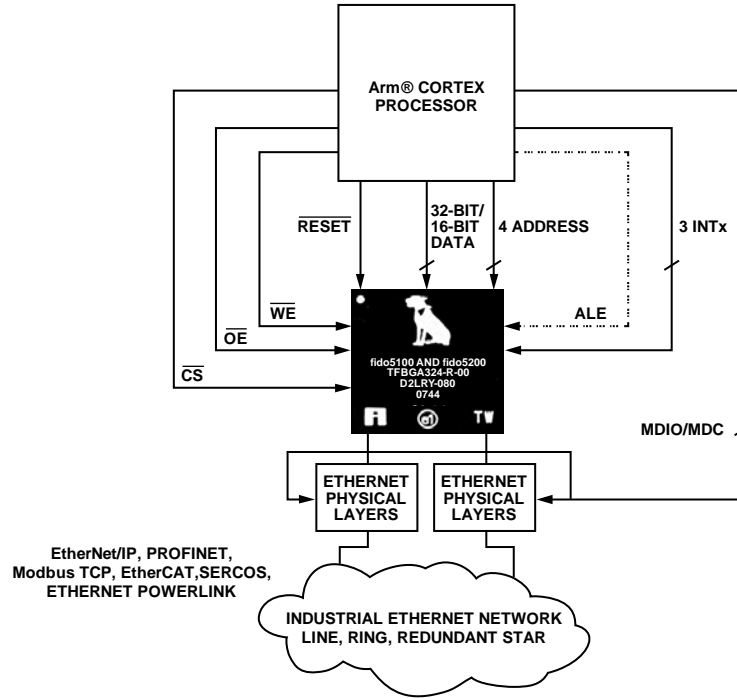 Arm® CORTEX
PROCESSOR
RESET
32-BIT/
16-BIT
DATA
4 ADDRESS
3 INTx
WE
ALE
OE
CS
fido5100 AND fido5200
TFBGA324-R-00
D2LRY-080
0744
TW
MDIO/MDC
ETHERNET
PHYSICAL
LAYERS
ETHERNET
PHYSICAL
LAYERS
EtherNet/IP, PROFINET,
Modbus TCP, EtherCAT,SERCOS,
ETHERNET POWERLINK
INDUSTRIAL ETHERNET NETWORK
LINE, RING, REDUNDANT STAR